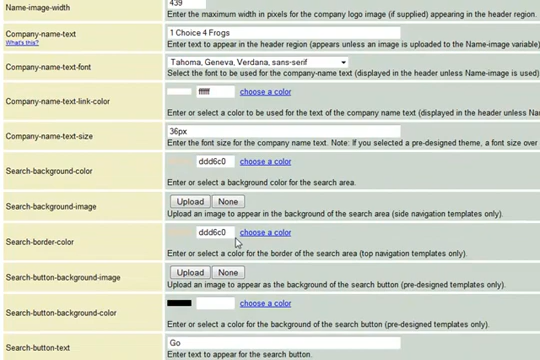 Name-image-width
439
Enter the maximum width in pixels for the company logo image (if supplied) appearing in the header region.
Company-name-text
What's this?
1 Choice 4 Frogs
Enter text to appear in the header region (appears unless an image is uploaded to the Name-image variable)
Company-name-text-font
Tahoma, Geneva, Verdana, sans-serif
Select the font to be used for the company-name text (displayed in the header unless Name-image is used)
Company-name-text-link-color
ffffff
choose a color
Enter or select a color to be used for the text of the company name text (displayed in the header unless Nam
Company-name-text-size
36px
Enter the font size for the company name text. Note: If you selected a pre-designed theme, a font size over
Search-background-color
ddd6c0
choose a color
Enter or select a background color for the search area.
Search-background-image
Upload None
Upload an image to appear in the background of the search area (side navigation templates only).
Search-border-color
ddd6c0
choose a color
Enter or select a color for the border of the search area (top navigation templates only).
Search-button-background-image
Upload None
Upload an image to appear as the background of the search button (pre-designed templates only).
Search-button-background-color
choose a color
Enter or select a color for the background of the search button (pre-designed templates only).
Search-button-text
Go
Enter text to appear for the search button.